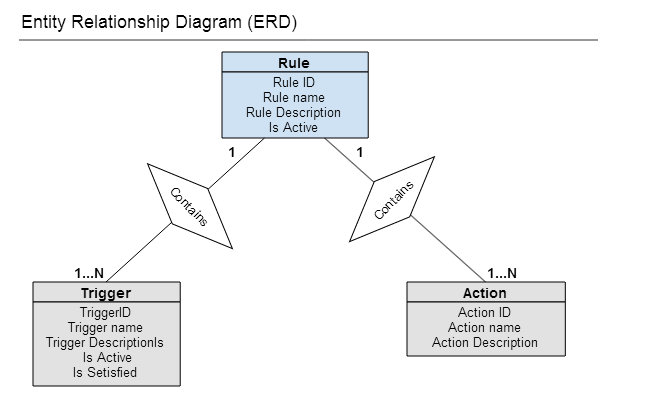 Entity Relationship Diagram (ERD)
Rule
Rule ID
Rule name
Rule Description
Is Active
1
1
Contains
Contains
1...N
1...N
Trigger
TriggerID
Trigger name
Trigger DescriptionIs
Is Active
Is Setisfied
Action
Action ID
Action name
Action Description